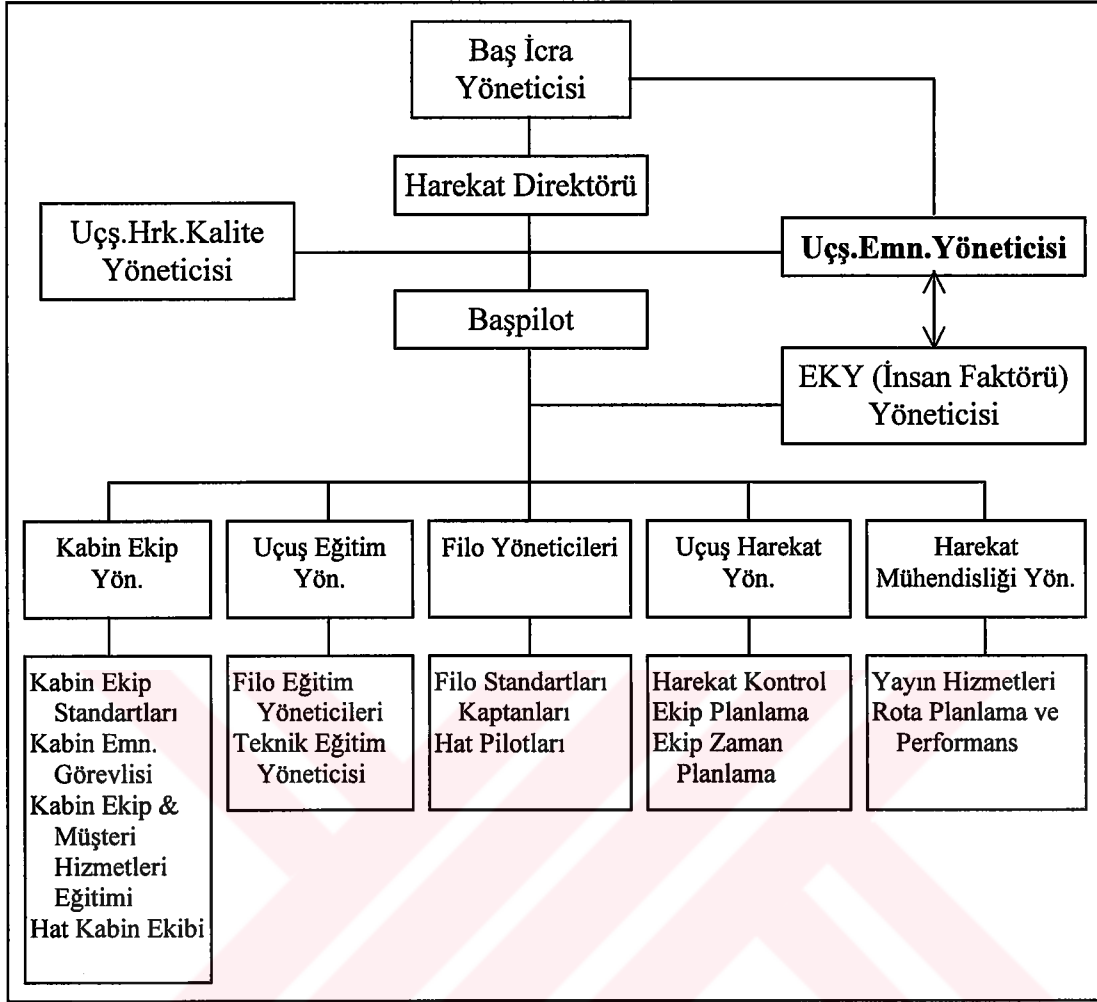 Baş İcra
Yöneticisi
Harekat Direktörü
Uçş.Hrk.Kalite
Yöneticisi
Uçş.Emn.Yöneticisi
Başpilot
EKY (İnsan Faktörü)
Yöneticisi
Kabin Ekip
Yön.
Uçuş Eğitim
Yön.
Filo Yöneticileri
Uçuş Harekat
Yön.
Harekat
Mühendisliği Yön.
Kabin Ekip
Standartları
Kabin Emn.
Görevlisi
Kabin Ekip &
Müşteri
Hizmetleri
Eğitimi
Hat Kabin Ekibi
Filo Eğitim
Yöneticileri
Teknik Eğitim
Yöneticisi
Filo Standartları
Kaptanları
Hat Pilotları
Harekat Kontrol
Ekip Planlama
Ekip Zaman
Planlama
Yayın Hizmetleri
Rota Planlama ve
Performans